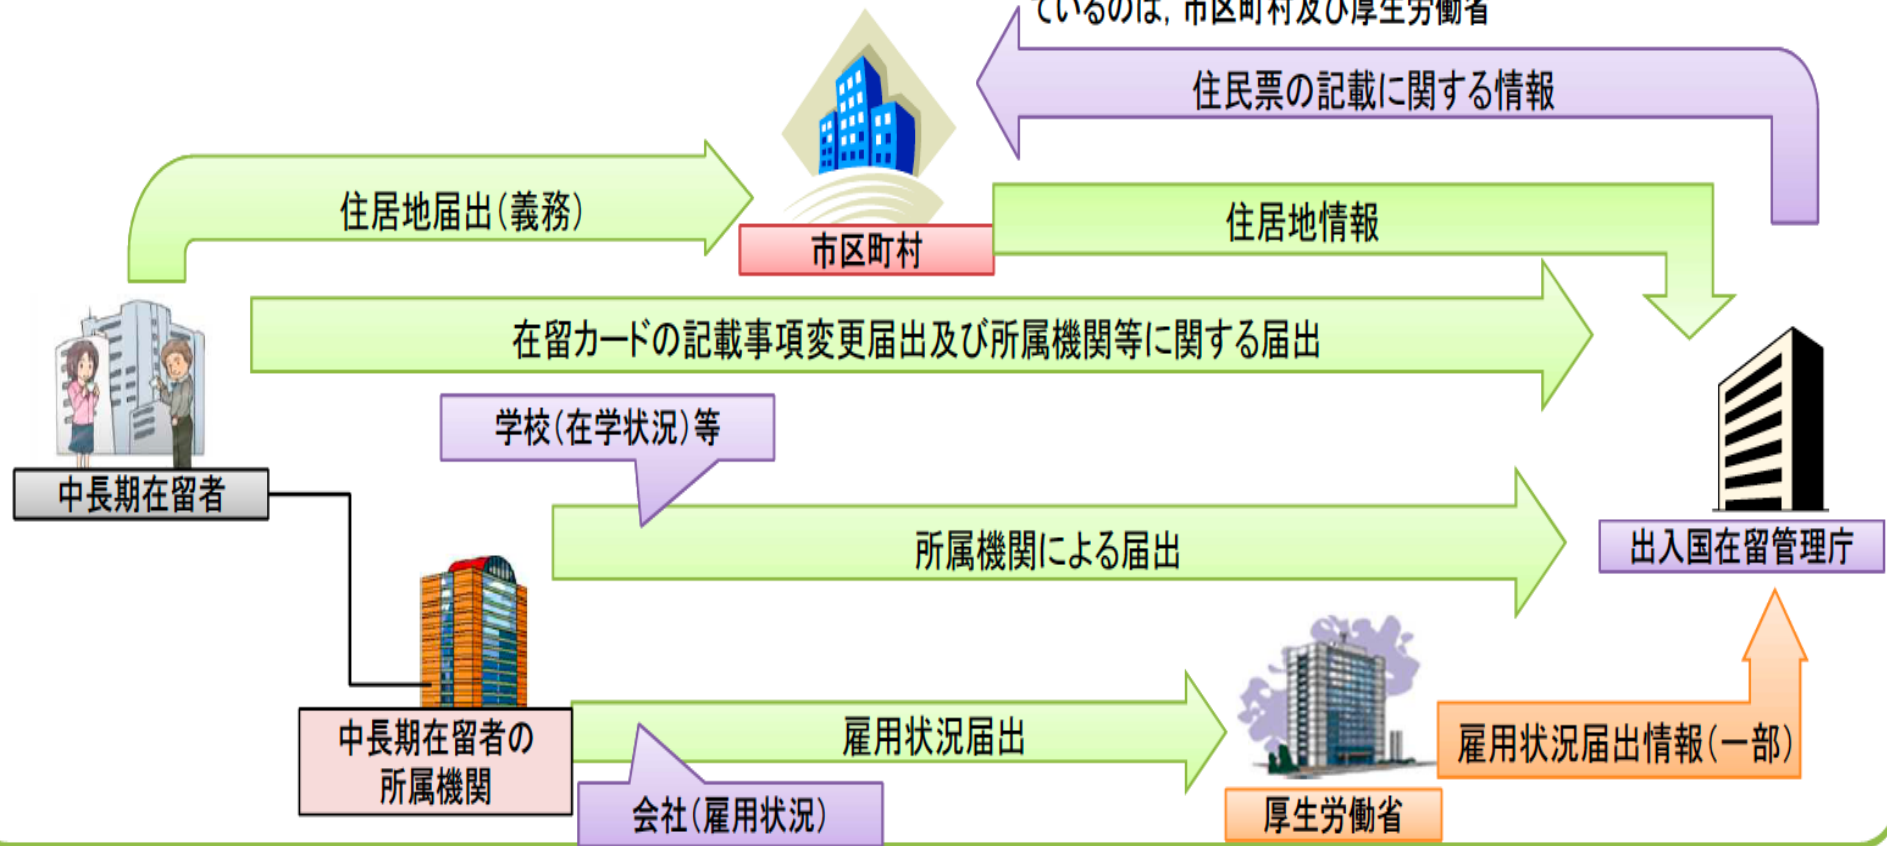 ているのは，市区町村及び厚生労働省
住民票の記載に関する情報
住居地届出（義務）
住居地情報
市区町村
在留カードの記載事項変更届出及び所属機関等に関する届出
学校（在学状況）等
中長期在留者
所属機関による届出
出入国在留管理庁
中長期在留者の
所属機関
雇用状況届出
雇用状況届出情報（一部）
会社（雇用状況）
厚生労働省